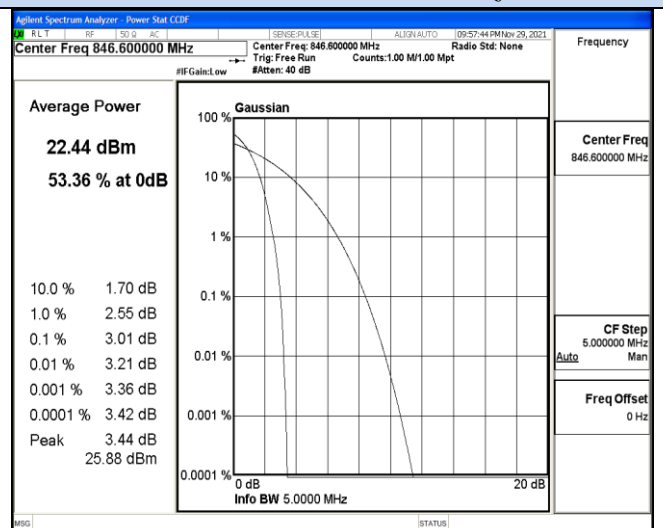 Agilent Spectrum Analyzer - Power Stat CCDF
RLT RF 50 Ω AC SENSE:PULSE ALIGN AUTO 09:57:44 PM Nov 29, 2021
Center Freq 846.600000 MHz
Center Freq: 846.600000 MHz Radio Std: None
Trig: Free Run Counts:1.00 M/1.00 Mpt
#IFGain:Low #Atten: 40 dB
Frequency
Average Power
22.44 dBm
53.36 % at 0dB
10.0 % 1.70 dB
1.0 % 2.55 dB
0.1 % 3.01 dB
0.01 % 3.21 dB
0.001 % 3.36 dB
0.0001 % 3.42 dB
Peak 3.44 dB
25.88 dBm
Gaussian
100 %
10 %
1 %
0.1 %
0.01 %
0.001 %
0.0001 %
0 dB 20 dB
Info BW 5.0000 MHz
Center Freq
846.600000 MHz
CF Step
5.000000 MHz
Auto Man
Freq Offset
0 Hz
MSG STATUS